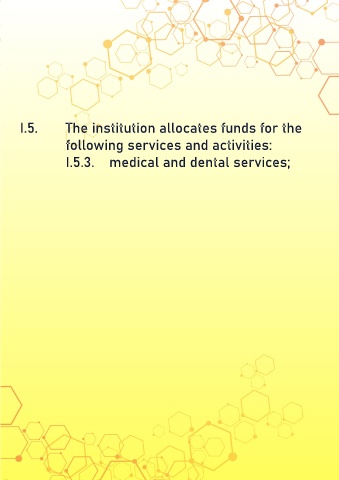 I.5. The institution allocates funds for the
following services and activities:
I.5.3. medical and dental services;